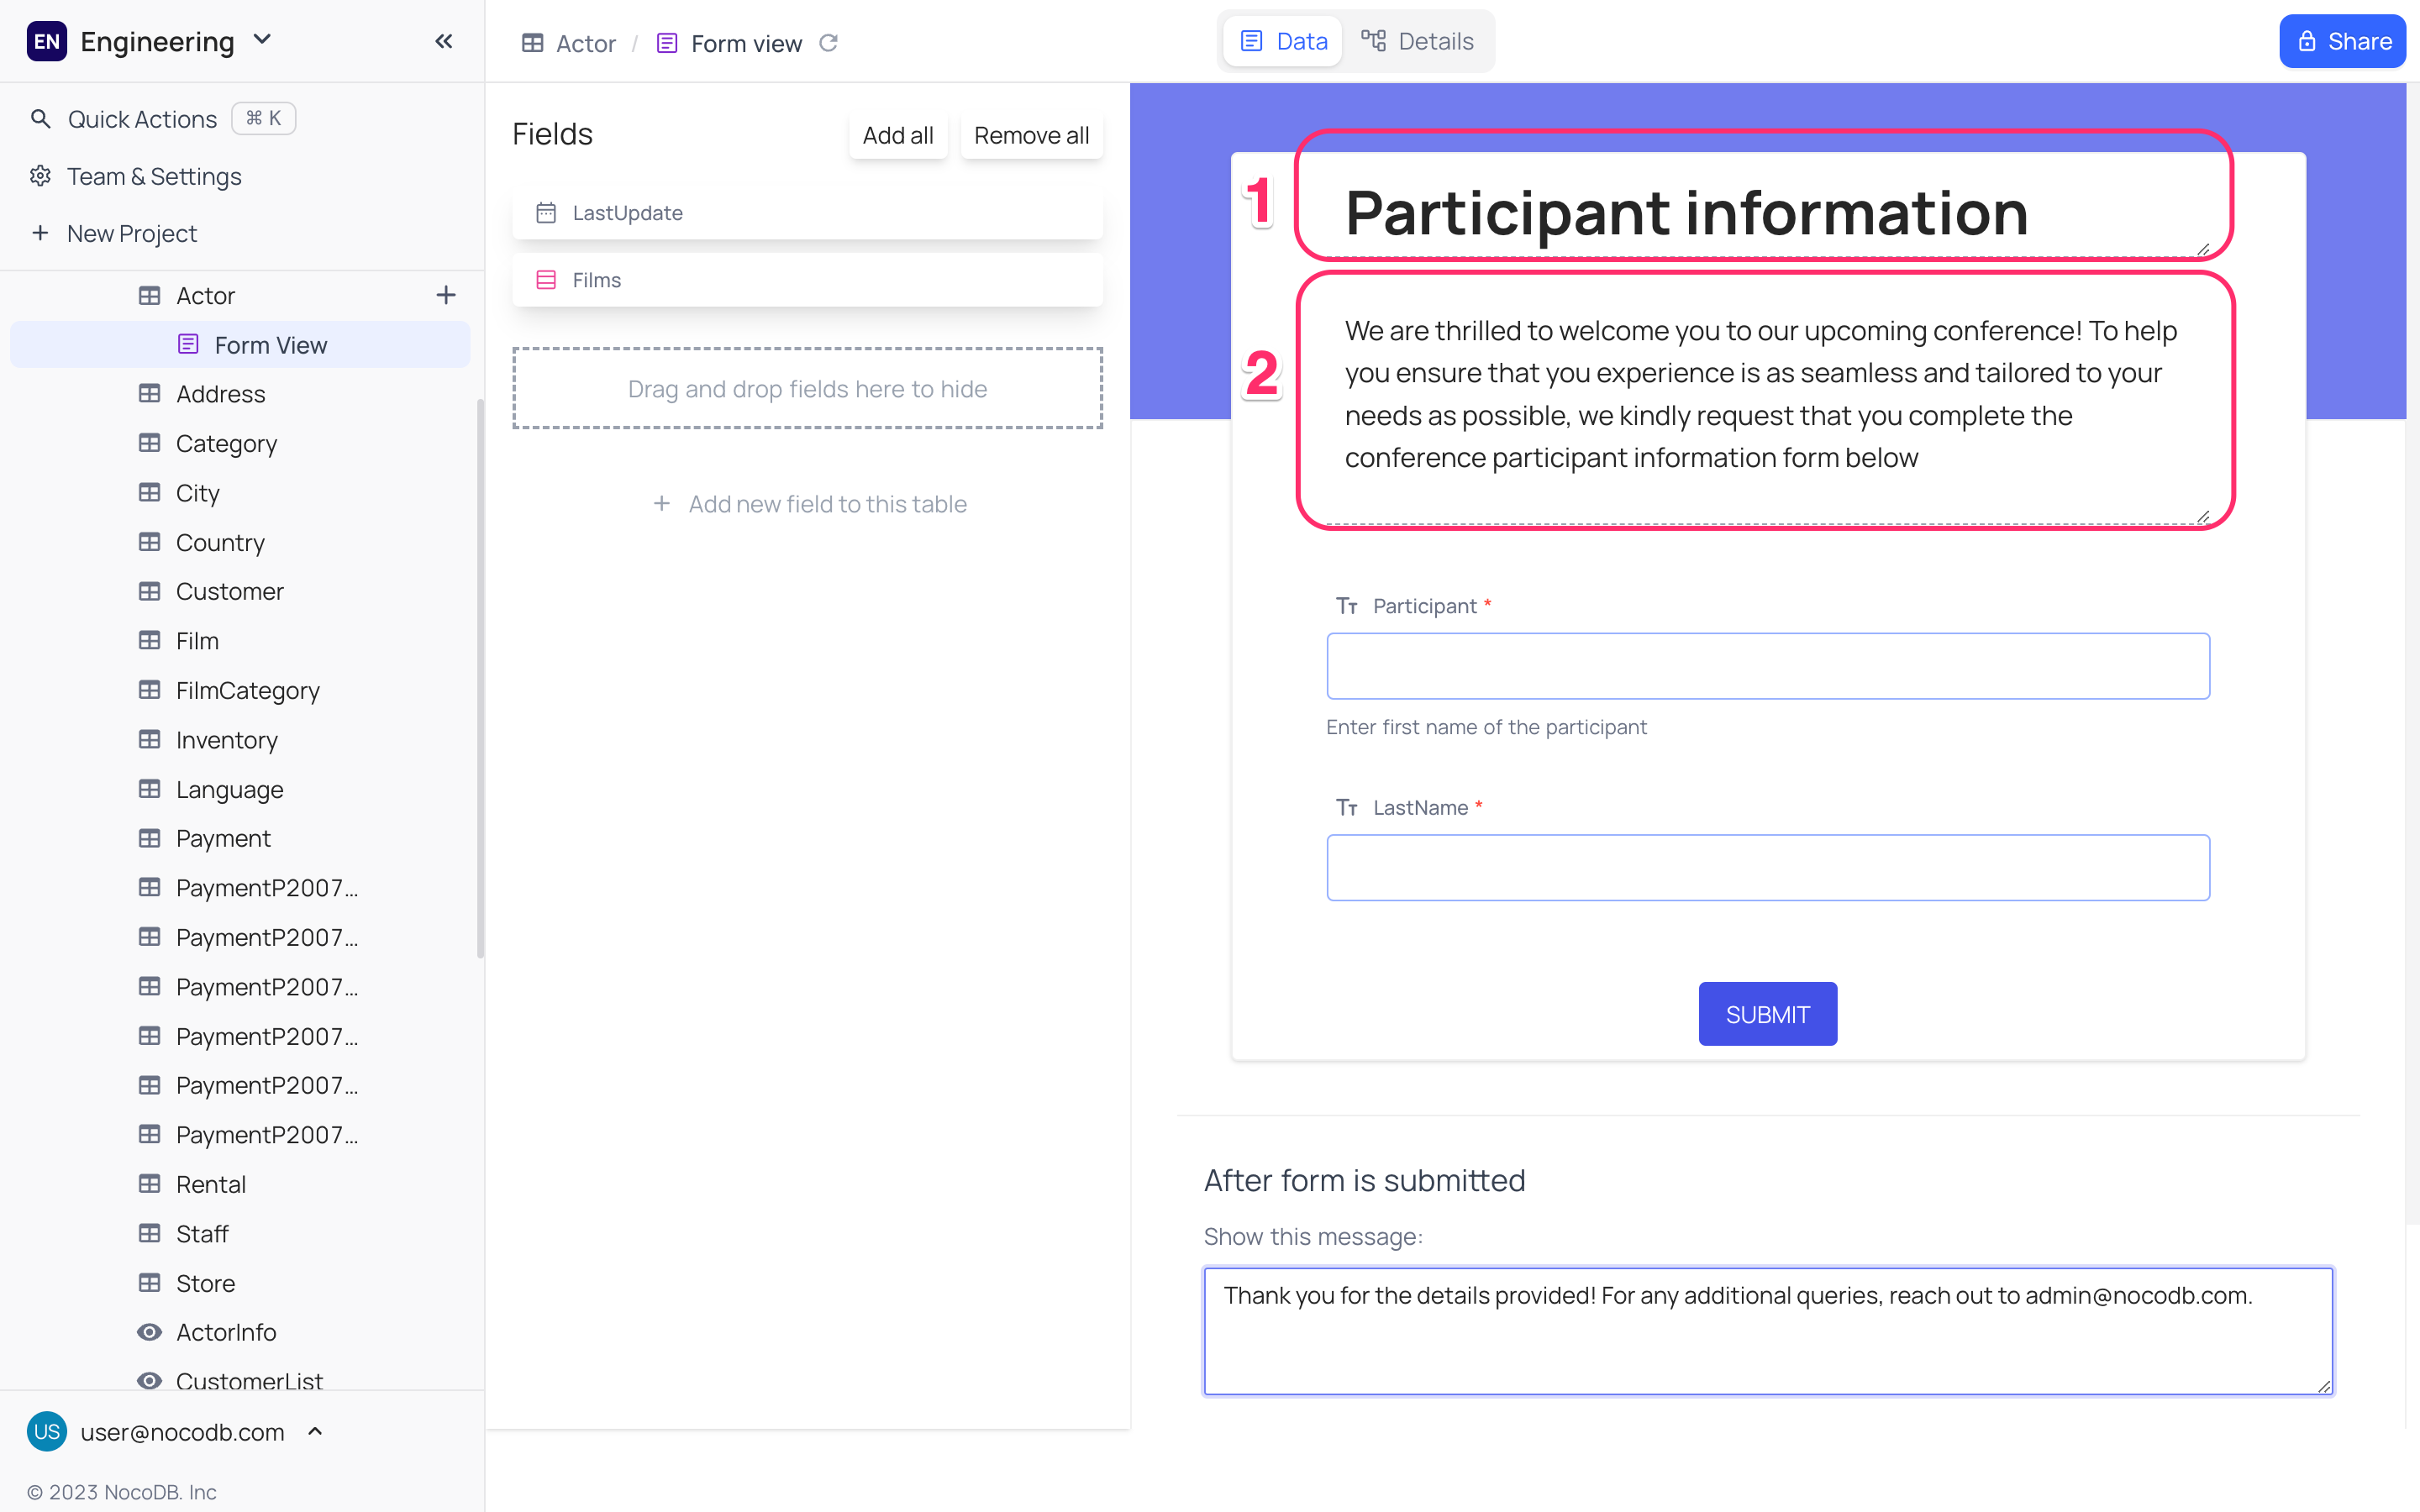 EN Engineering
Quick Actions ⌘ K
Team & Settings
+ New Project
Actor +
Form View
Address
Category
City
Country
Customer
Film
FilmCategory
Inventory
Language
Payment
PaymentP2007...
PaymentP2007...
PaymentP2007...
PaymentP2007...
PaymentP2007...
PaymentP2007...
Rental
Staff
Store
ActorInfo
CustomerList
US user@nocodb.com
© 2023 NocoDB. Inc
Actor / Form view
Data Details
Share
Fields Add all Remove all
LastUpdate
Films
Drag and drop fields here to hide
+ Add new field to this table
1 Participant information
2
We are thrilled to welcome you to our upcoming conference! To help
you ensure that you experience is as seamless and tailored to your
needs as possible, we kindly request that you complete the
conference participant information form below
Tт Participant *
Enter first name of the participant
Tт LastName *
SUBMIT
After form is submitted
Show this message:
Thank you for the details provided! For any additional queries, reach out to admin@nocodb.com.